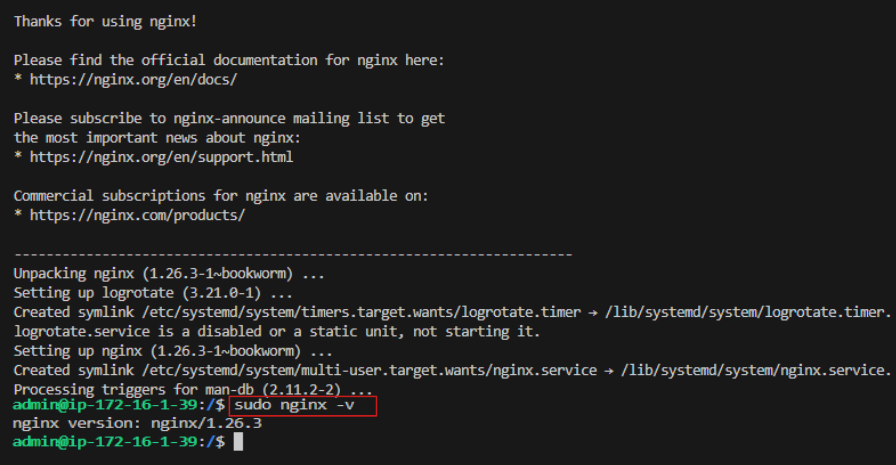 Thanks for using nginx!
Please find the official documentation for nginx here:
* https://nginx.org/en/docs/
Please subscribe to nginx-announce mailing list to get
the most important news about nginx:
* https://nginx.org/en/support.html
Commercial subscriptions for nginx are available on:
* https://nginx.com/products/
----------------------------------------------------------------------
Unpacking nginx (1.26.3-1~bookworm) ...
Setting up logrotate (3.21.0-1) ...
Created symlink /etc/systemd/system/timers.target.wants/logrotate.timer → /lib/systemd/system/logrotate.timer.
logrotate.service is a disabled or a static unit, not starting it.
Setting up nginx (1.26.3-1~bookworm) ...
Created symlink /etc/systemd/system/multi-user.target.wants/nginx.service → /lib/systemd/system/nginx.service.
Processing triggers for man-db (2.11.2-2) ...
admin@ip-172-16-1-39:/$ sudo nginx -v
nginx version: nginx/1.26.3
admin@ip-172-16-1-39:/$